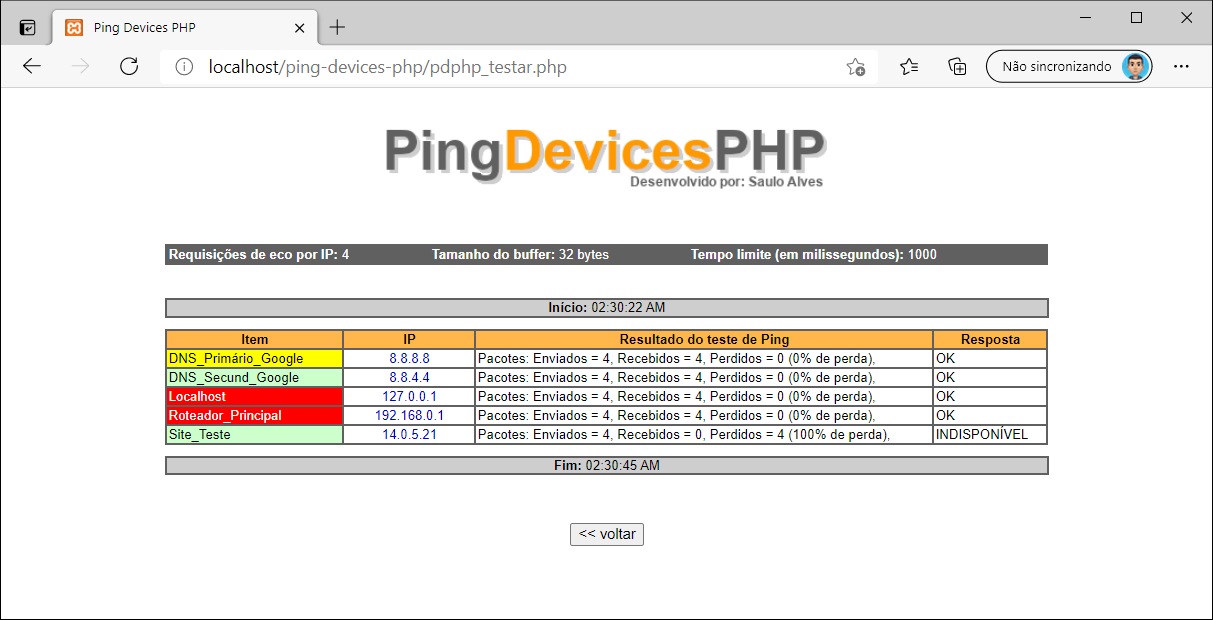 Ping Devices PHP
localhost/ping-devices-php/pdphp_testar.php
Não sincronizando
PingDevicesPHP
Desenvolvido por: Saulo Alves
Requisições de eco por IP: 4 Tamanho do buffer: 32 bytes Tempo limite (em milissegundos): 1000
Início: 02:30:22 AM
Item IP Resultado do teste de Ping Resposta
DNS_Primário_Google 8.8.8.8 Pacotes: Enviados = 4, Recebidos = 4, Perdidos = 0 (0% de perda), OK
DNS_Secund_Google 8.8.4.4 Pacotes: Enviados = 4, Recebidos = 4, Perdidos = 0 (0% de perda), OK
Localhost 127.0.0.1 Pacotes: Enviados = 4, Recebidos = 4, Perdidos = 0 (0% de perda), OK
Roteador_Principal 192.168.0.1 Pacotes: Enviados = 4, Recebidos = 4, Perdidos = 0 (0% de perda), OK
Site_Teste 14.0.5.21 Pacotes: Enviados = 4, Recebidos = 0, Perdidos = 4 (100% de perda), INDISPONÍVEL
Fim: 02:30:45 AM
<< voltar